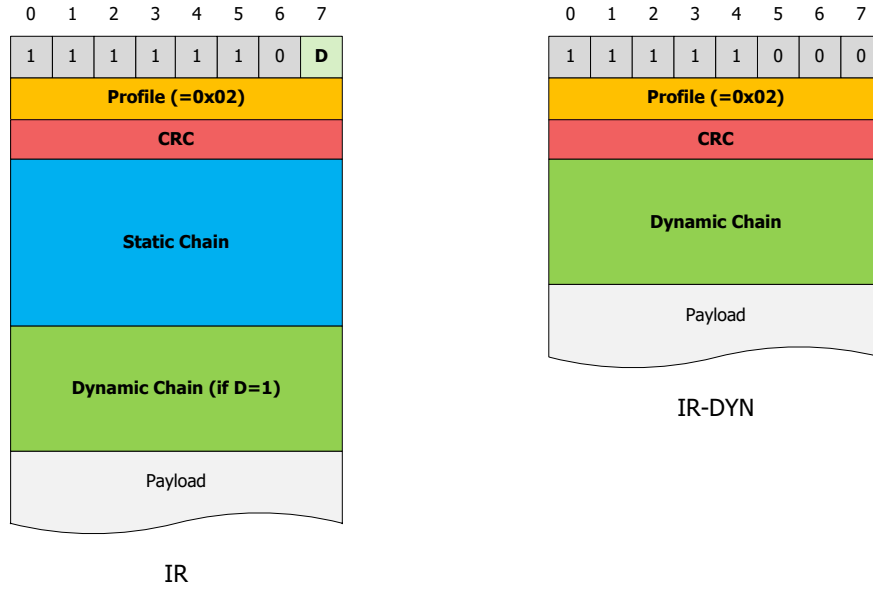 0 1 2 3 4 5 6 7
1 1 1 1 1 1 0 D
Profile (=0x02)
CRC
Static Chain
Dynamic Chain (if D=1)
Payload
IR
0 1 2 3 4 5 6 7
1 1 1 1 1 0 0 0
Profile (=0x02)
CRC
Dynamic Chain
Payload
IR-DYN